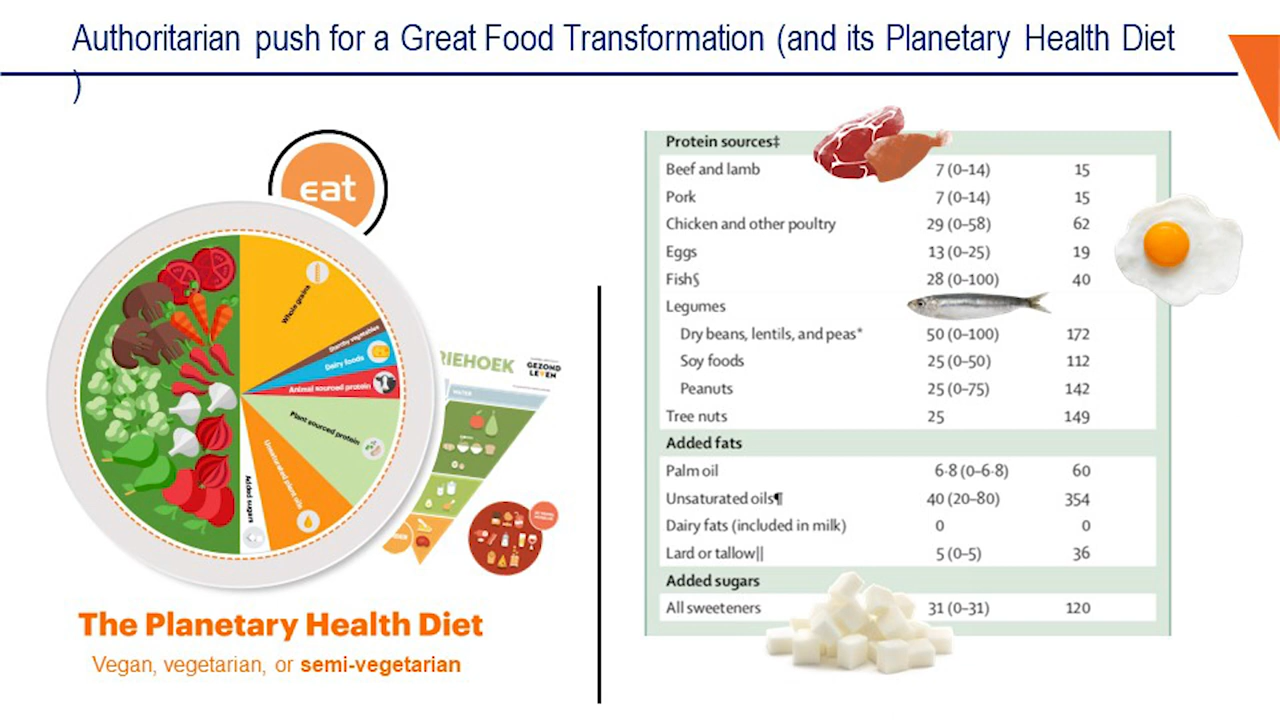 Authoritarian push for a Great Food Transformation (and its Planetary Health Diet
)
eat
Whole grains
Starchy vegetables
Dairy foods
Animal sourced protein
Plant sourced protein
Unsaturated plant oils
Added sugars
RIEHOEK
GEZOND
LEVEN
The Planetary Health Diet
Vegan, vegetarian, or semi-vegetarian
Protein sources‡
Beef and lamb 7 (0–14) 15
Pork 7 (0–14) 15
Chicken and other poultry 29 (0–58) 62
Eggs 13 (0–25) 19
Fish§ 28 (0–100) 40
Legumes
Dry beans, lentils, and peas* 50 (0–100) 172
Soy foods 25 (0–50) 112
Peanuts 25 (0–75) 142
Tree nuts 25 149
Added fats
Palm oil 6·8 (0–6·8) 60
Unsaturated oils¶ 40 (20–80) 354
Dairy fats (included in milk) 0 0
Lard or tallow|| 5 (0–5) 36
Added sugars
All sweeteners 31 (0–31) 120